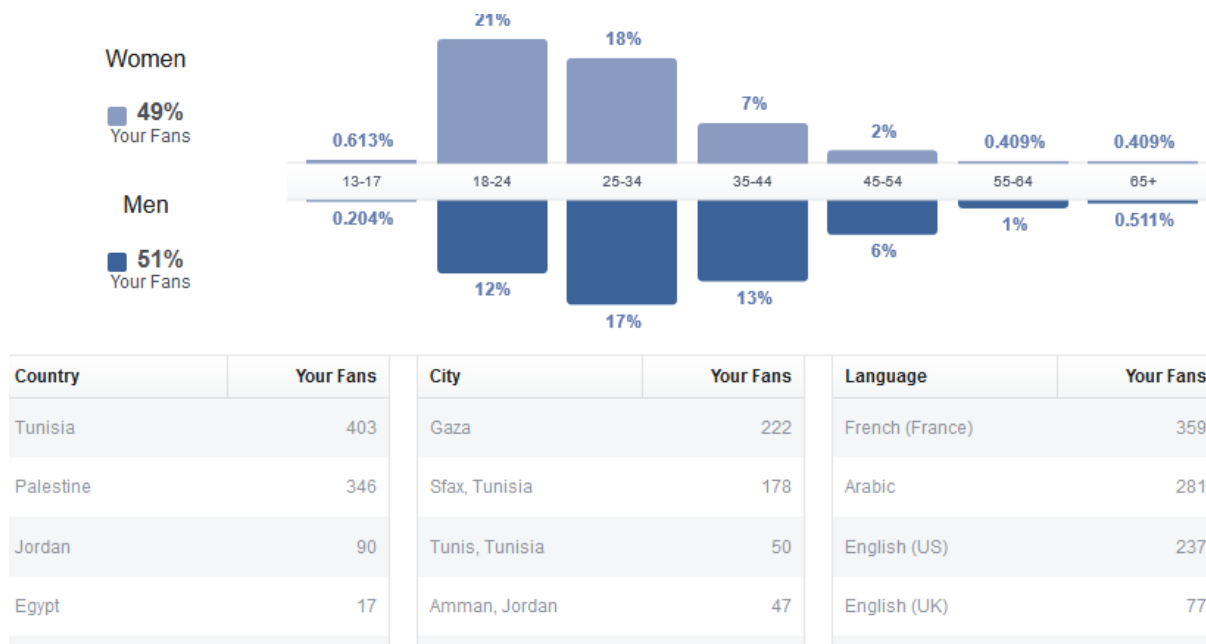 21%
18%
7%
2%
0.613%
0.409%
0.409%
Women
49%
Your Fans
13-17
18-24
25-34
35-44
45-54
55-64
65+
Men
51%
Your Fans
0.204%
12%
17%
13%
6%
1%
0.511%
Country Your Fans City Your Fans Language Your Fans
Tunisia 403 Gaza 222 French (France) 359
Palestine 346 Sfax, Tunisia 178 Arabic 281
Jordan 90 Tunis, Tunisia 50 English (US) 237
Egypt 17 Amman, Jordan 47 English (UK) 77